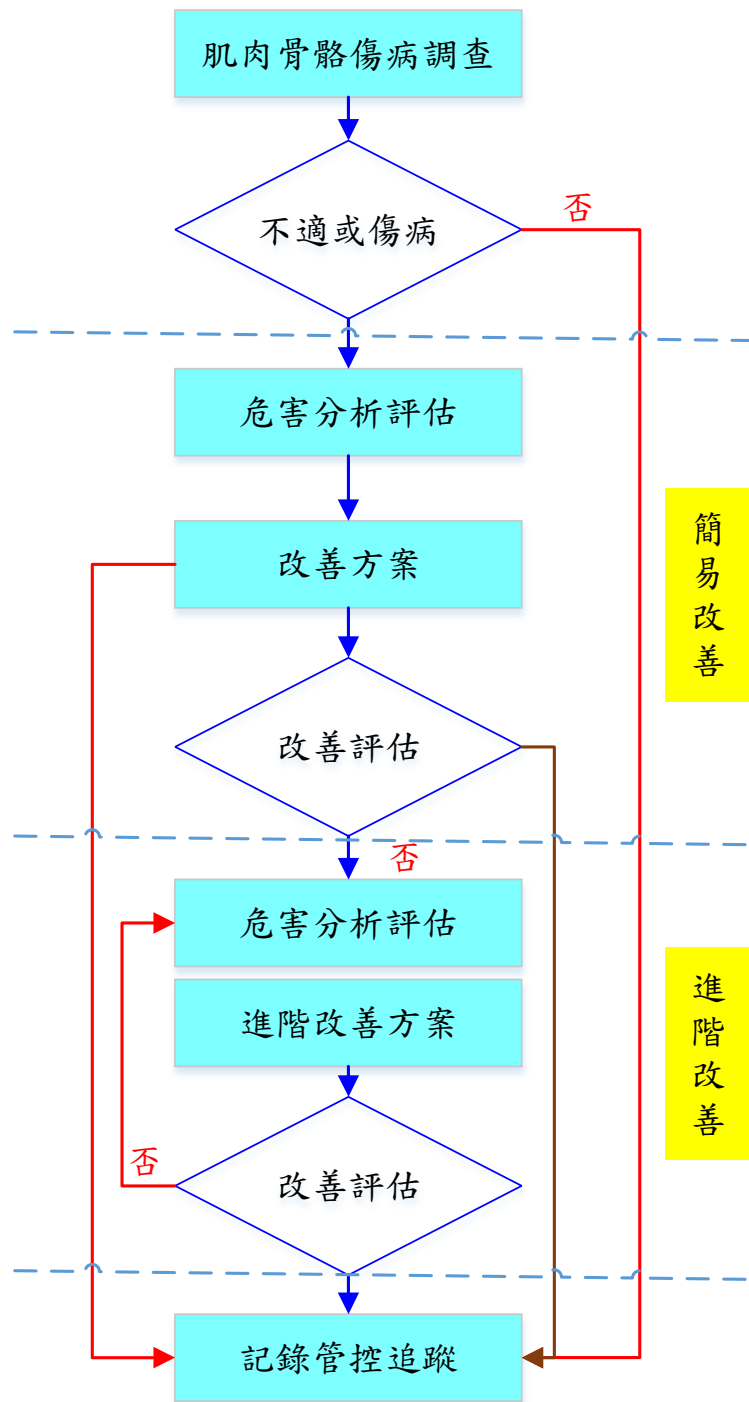 肌肉骨骼傷病調查
不適或傷病
否
危害分析評估
改善方案
簡易改善
改善評估
否
危害分析評估
進階改善方案
進階改善
否
改善評估
記錄管控追蹤